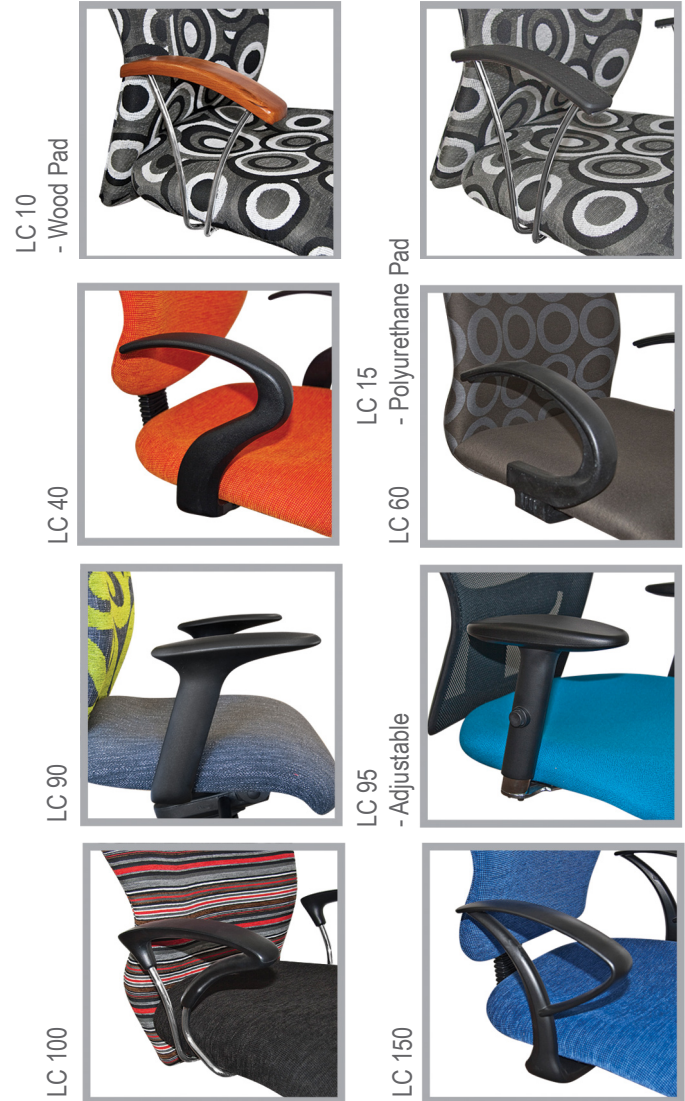 LC 10
- Wood Pad
LC 15
- Polyurethane Pad
LC 40
LC 60
LC 90
LC 95
- Adjustable
LC 100
LC 150